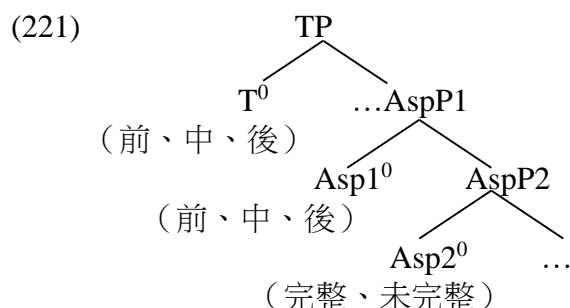 (221) TP
T⁰ …AspP1
（前、中、後）
Asp1⁰ AspP2
（前、中、後）
Asp2⁰ …
（完整、未完整）